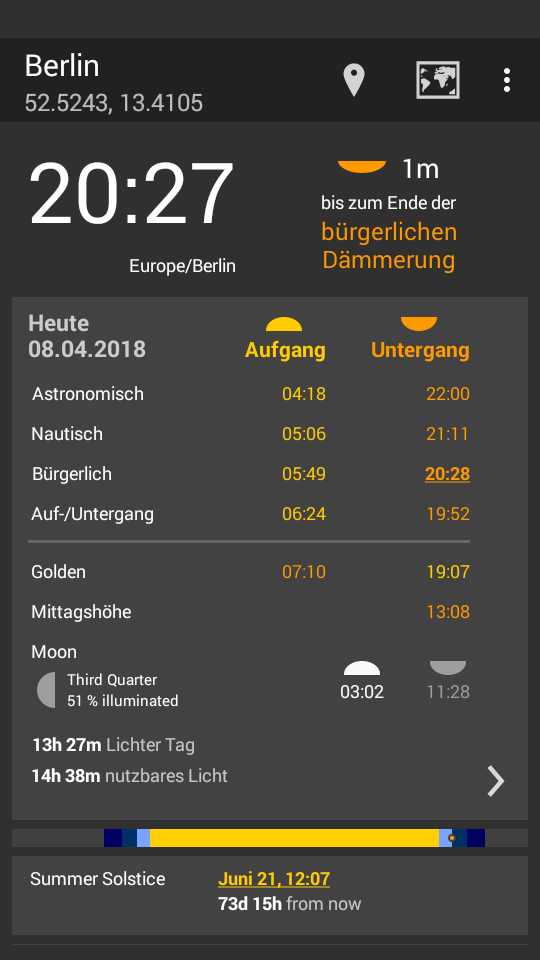 Berlin
52.5243, 13.4105
20:27
Europe/Berlin
1m
bis zum Ende der
bürgerlichen
Dämmerung
Heute
08.04.2018
Aufgang Untergang
Astronomisch 04:18 22:00
Nautisch 05:06 21:11
Bürgerlich 05:49 20:28
Auf-/Untergang 06:24 19:52
Golden 07:10 19:07
Mittagshöhe 13:08
Moon
Third Quarter
51 % illuminated
03:02 11:28
13h 27m Lichter Tag
14h 38m nutzbares Licht
Summer Solstice Juni 21, 12:07
73d 15h from now